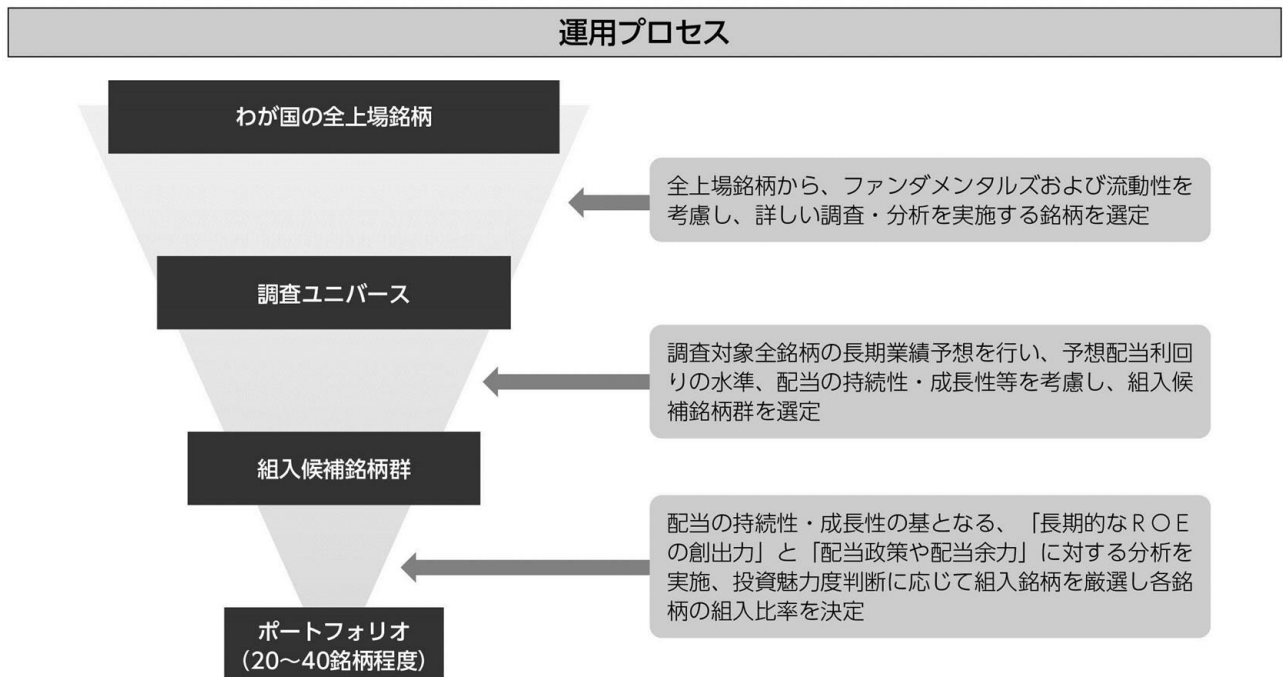 運用プロセス
わが国の全上場銘柄
全上場銘柄から、ファンダメンタルズおよび流動性を
考慮し、詳しい調査・分析を実施する銘柄を選定
調査ユニバース
調査対象全銘柄の長期業績予想を行い、予想配当利回
りの水準、配当の持続性・成長性等を考慮し、組入候
補銘柄群を選定
組入候補銘柄群
配当の持続性・成長性の基となる、「長期的なＲＯＥ
の創出力」と「配当政策や配当余力」に対する分析を
実施、投資魅力度判断に応じて組入銘柄を厳選し各銘
柄の組入比率を決定
ポートフォリオ
（20～40銘柄程度）